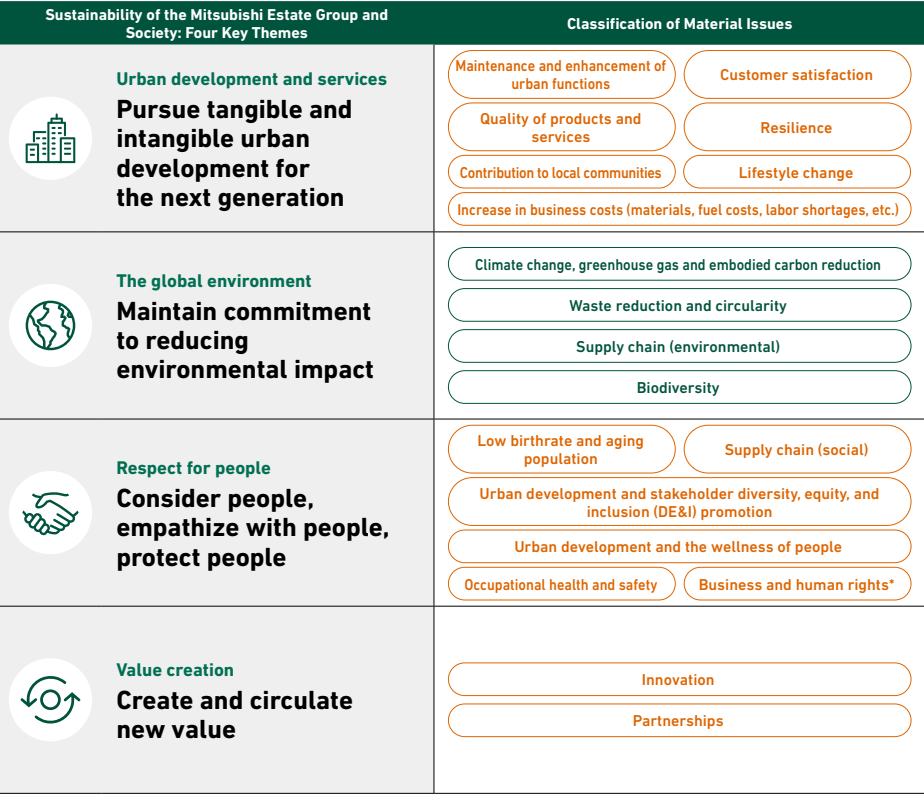 Sustainability of the Mitsubishi Estate Group and
Society: Four Key Themes
Classification of Material Issues
Urban development and services
Pursue tangible and
intangible urban
development for
the next generation
Maintenance and enhancement of
urban functions
Customer satisfaction
Quality of products and
services
Resilience
Contribution to local communities
Lifestyle change
Increase in business costs (materials, fuel costs, labor shortages, etc.)
The global environment
Maintain commitment
to reducing
environmental impact
Climate change, greenhouse gas and embodied carbon reduction
Waste reduction and circularity
Supply chain (environmental)
Biodiversity
Respect for people
Consider people,
empathize with people,
protect people
Low birthrate and aging
population
Supply chain (social)
Urban development and stakeholder diversity, equity, and
inclusion (DE&I) promotion
Urban development and the wellness of people
Occupational health and safety
Business and human rights*
Value creation
Create and circulate
new value
Innovation
Partnerships